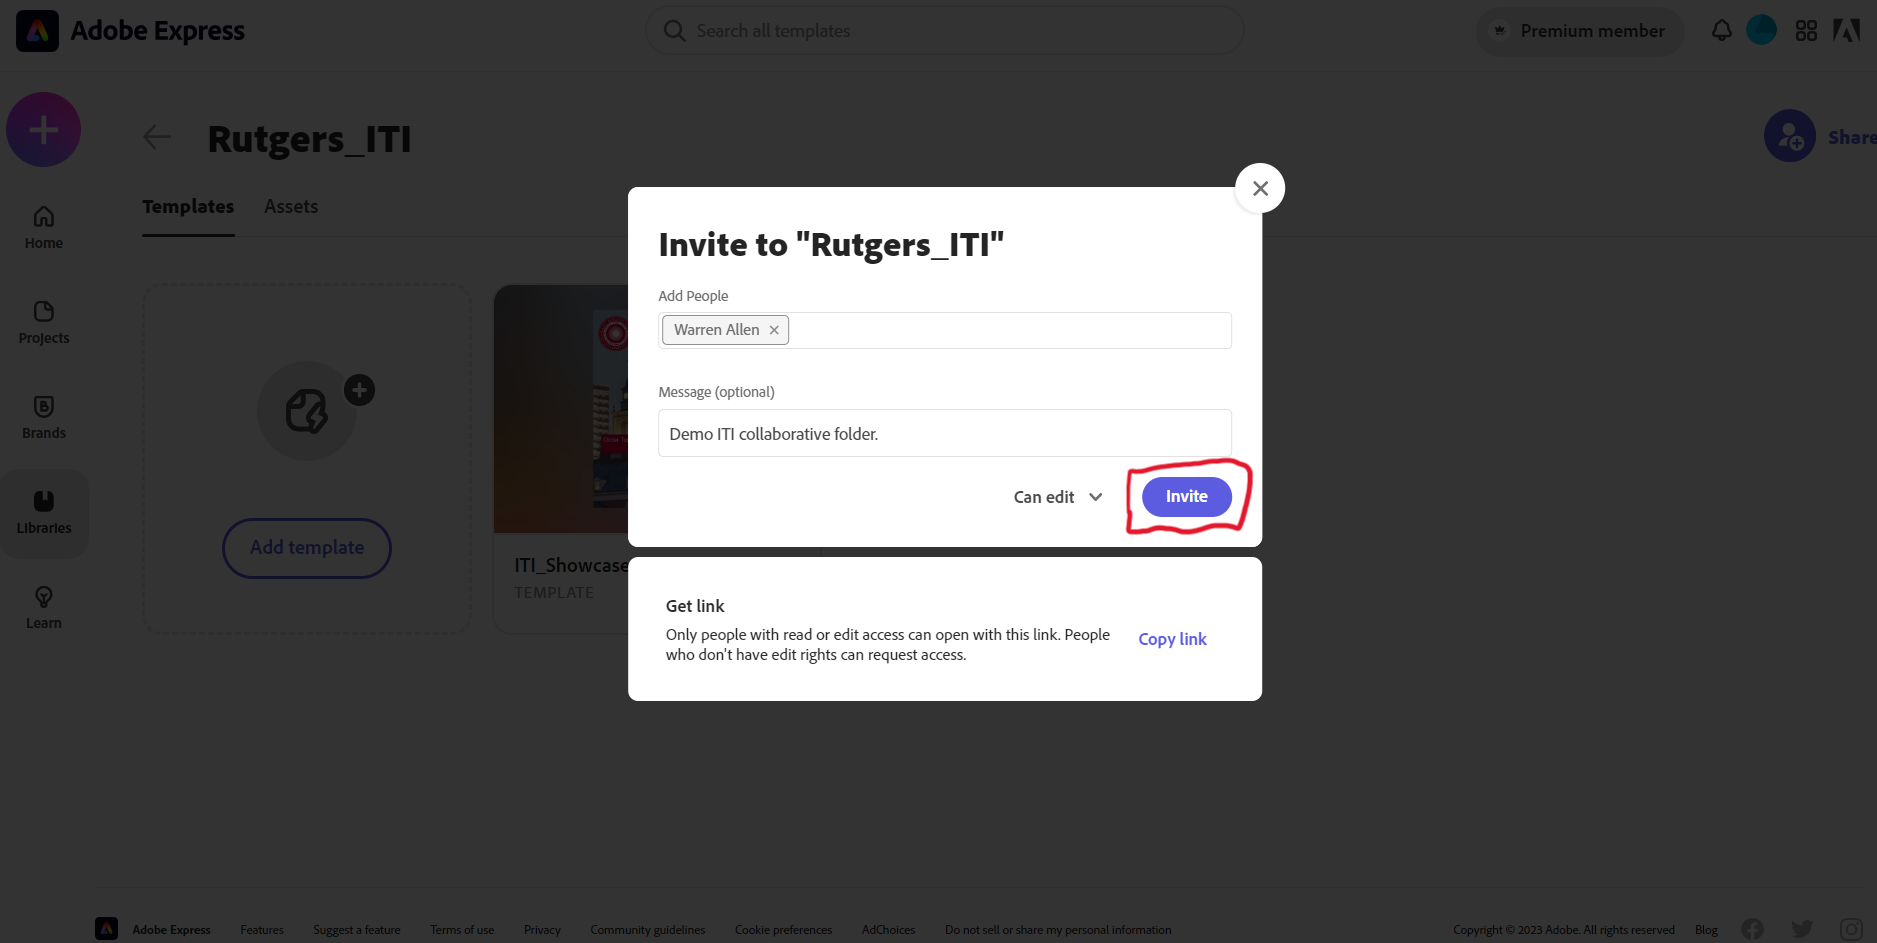 Adobe Express
Search all templates
Premium member
Rutgers_ITI
Share
Templates
Assets
Home
Projects
Brands
Libraries
Learn
Add template
ITI_Showcase
TEMPLATE
Invite to "Rutgers_ITI"
Add People
Warren Allen
Message (optional)
Demo ITI collaborative folder.
Can edit
Invite
Get link
Only people with read or edit access can open with this link. People
who don't have edit rights can request access.
Copy link
Adobe Express Features Suggest a feature Terms of use Privacy Community guidelines Cookie preferences AdChoices Do not sell or share my personal information Copyright © 2023 Adobe. All rights reserved Blog